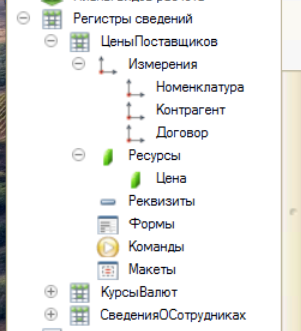 Регистры сведений
ЦеныПоставщиков
Измерения
Номенклатура
Контрагент
Договор
Ресурсы
Цена
Реквизиты
Формы
Команды
Макеты
КурсыВалют
СведенияОСотрудниках